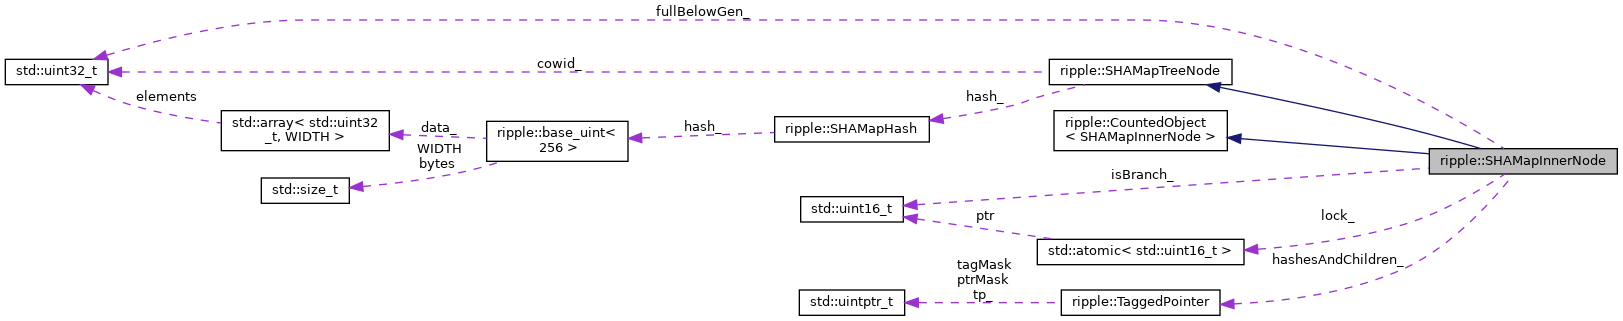 fullBelowGen_
std::uint32_t
cowid_
ripple::SHAMapTreeNode
elements
hash_
std::array< std::uint32
_t, WIDTH >
data_
ripple::base_uint<
256 >
hash_
ripple::SHAMapHash
ripple::CountedObject
< SHAMapInnerNode >
WIDTH
bytes
std::size_t
ripple::SHAMapInnerNode
isBranch_
std::uint16_t
ptr
lock_
std::atomic< std::uint16_t >
hashesAndChildren_
tagMask
ptrMask
tp_
std::uintptr_t
ripple::TaggedPointer